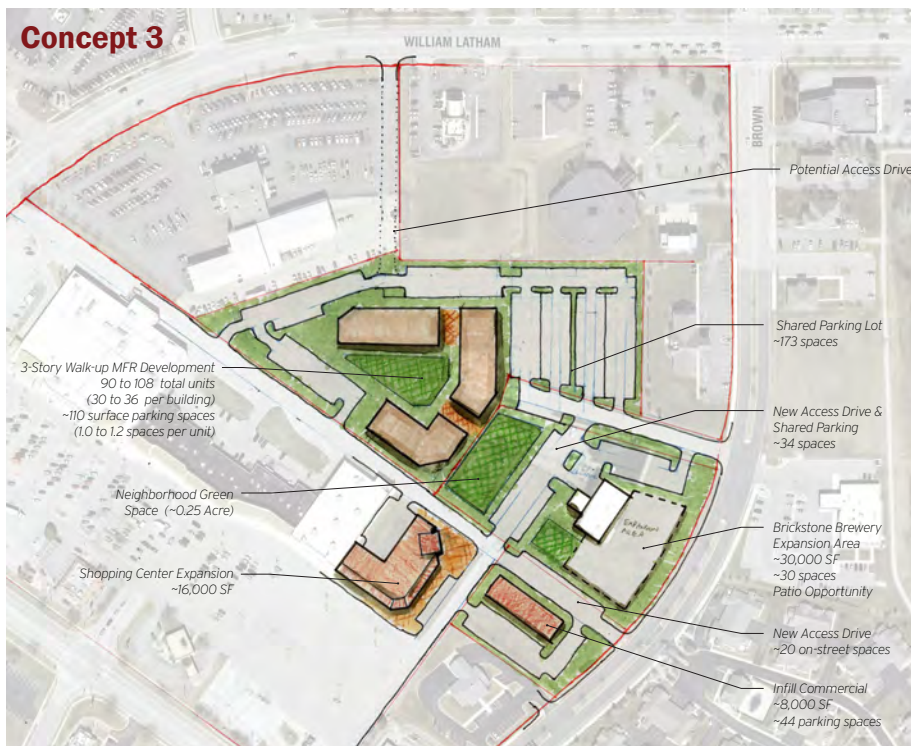 Concept 3
WILLIAM LATHAM
BROWN
Potential Access Drive
Shared Parking Lot
~173 spaces
3-Story Walk-up MFR Development
90 to 108 total units
(30 to 36 per building)
~110 surface parking spaces
(1.0 to 1.2 spaces per unit)
New Access Drive &
Shared Parking
~34 spaces
Neighborhood Green
Space (~0.25 Acre)
EXPANSION
AREA
Brickstone Brewery
Expansion Area
~30,000 SF
~30 spaces
Patio Opportunity
Shopping Center Expansion
~16,000 SF
New Access Drive
~20 on-street spaces
Infill Commercial
~8,000 SF
~44 parking spaces